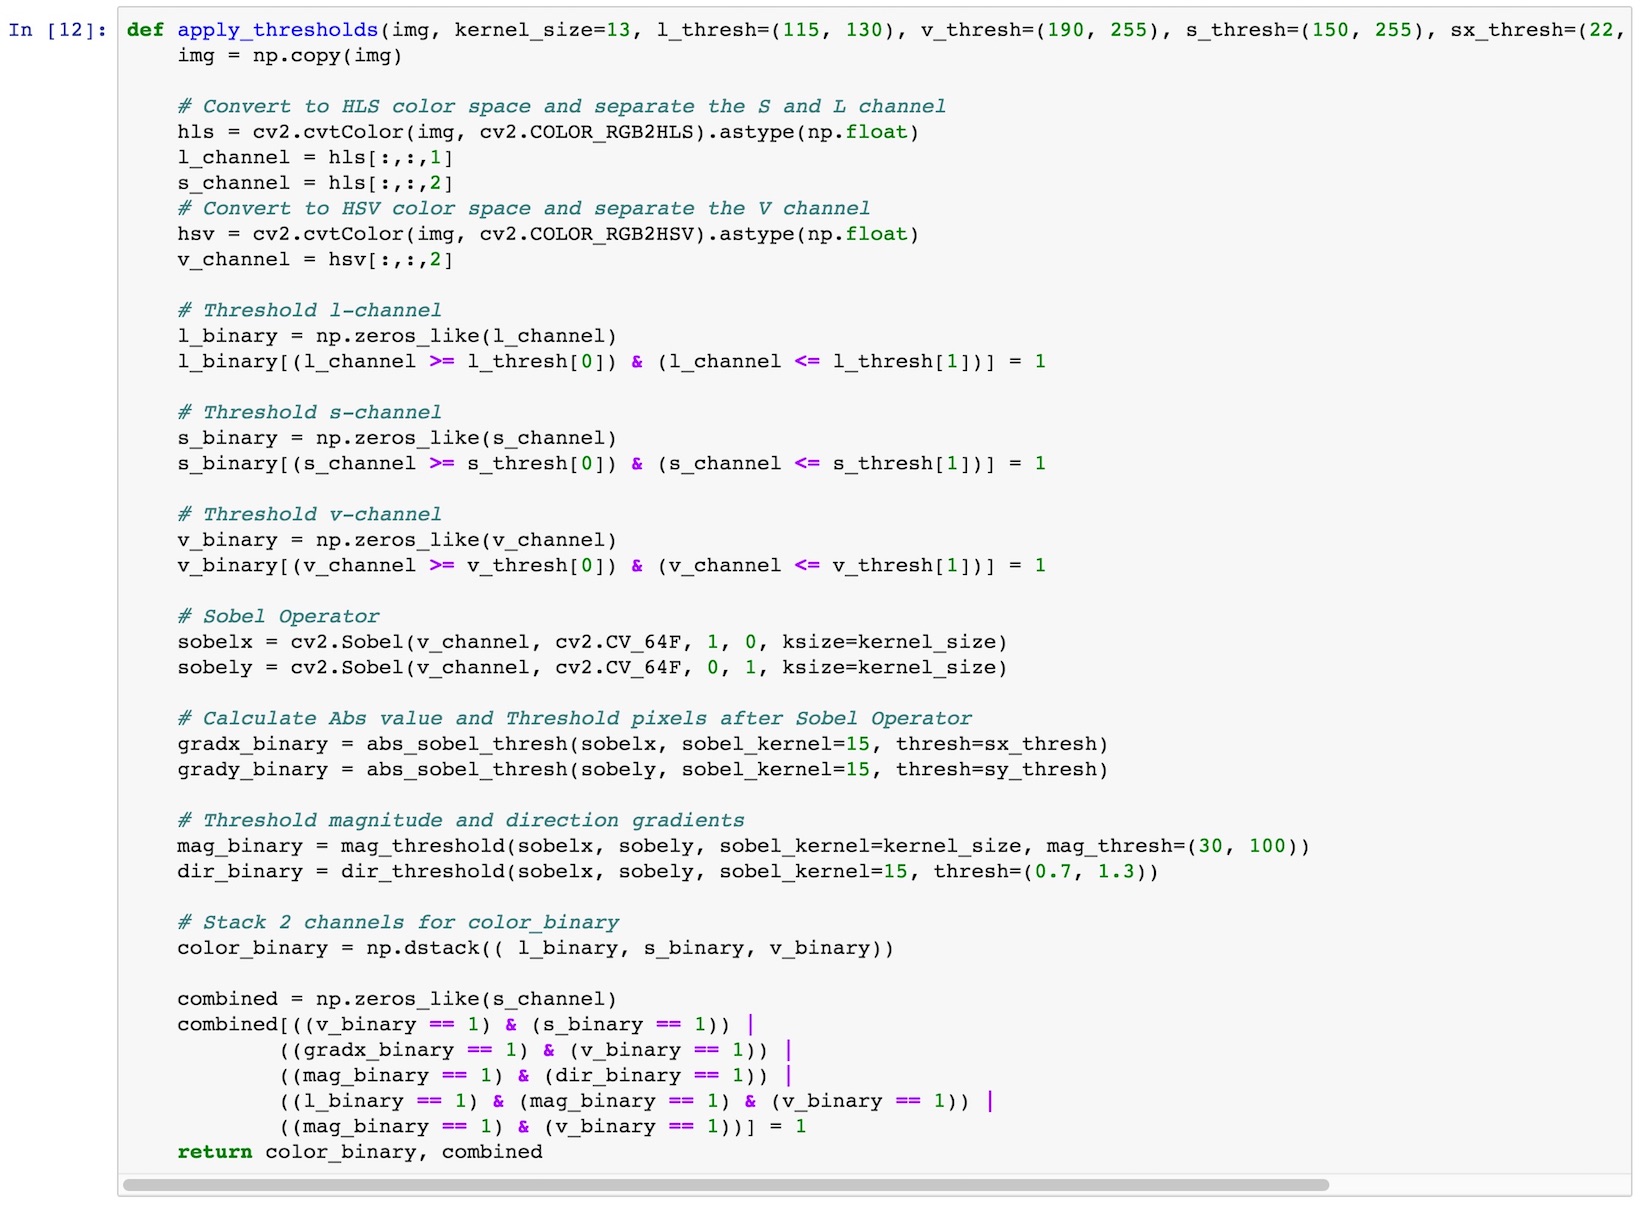 In [12]: def apply_thresholds(img, kernel_size=13, l_thresh=(115, 130), v_thresh=(190, 255), s_thresh=(150, 255), sx_thresh=(22,
    img = np.copy(img)

    # Convert to HLS color space and separate the S and L channel
    hls = cv2.cvtColor(img, cv2.COLOR_RGB2HLS).astype(np.float)
    l_channel = hls[:,:,1]
    s_channel = hls[:,:,2]
    # Convert to HSV color space and separate the V channel
    hsv = cv2.cvtColor(img, cv2.COLOR_RGB2HSV).astype(np.float)
    v_channel = hsv[:,:,2]

    # Threshold l-channel
    l_binary = np.zeros_like(l_channel)
    l_binary[(l_channel >= l_thresh[0]) & (l_channel <= l_thresh[1])] = 1

    # Threshold s-channel
    s_binary = np.zeros_like(s_channel)
    s_binary[(s_channel >= s_thresh[0]) & (s_channel <= s_thresh[1])] = 1

    # Threshold v-channel
    v_binary = np.zeros_like(v_channel)
    v_binary[(v_channel >= v_thresh[0]) & (v_channel <= v_thresh[1])] = 1

    # Sobel Operator
    sobelx = cv2.Sobel(v_channel, cv2.CV_64F, 1, 0, ksize=kernel_size)
    sobely = cv2.Sobel(v_channel, cv2.CV_64F, 0, 1, ksize=kernel_size)

    # Calculate Abs value and Threshold pixels after Sobel Operator
    gradx_binary = abs_sobel_thresh(sobelx, sobel_kernel=15, thresh=sx_thresh)
    grady_binary = abs_sobel_thresh(sobely, sobel_kernel=15, thresh=sy_thresh)

    # Threshold magnitude and direction gradients
    mag_binary = mag_threshold(sobelx, sobely, sobel_kernel=kernel_size, mag_thresh=(30, 100))
    dir_binary = dir_threshold(sobelx, sobely, sobel_kernel=15, thresh=(0.7, 1.3))

    # Stack 2 channels for color_binary
    color_binary = np.dstack(( l_binary, s_binary, v_binary))

    combined = np.zeros_like(s_channel)
    combined[((v_binary == 1) & (s_binary == 1)) |
            ((gradx_binary == 1) & (v_binary == 1)) |
            ((mag_binary == 1) & (dir_binary == 1)) |
            ((l_binary == 1) & (mag_binary == 1) & (v_binary == 1)) |
            ((mag_binary == 1) & (v_binary == 1))] = 1
    return color_binary, combined